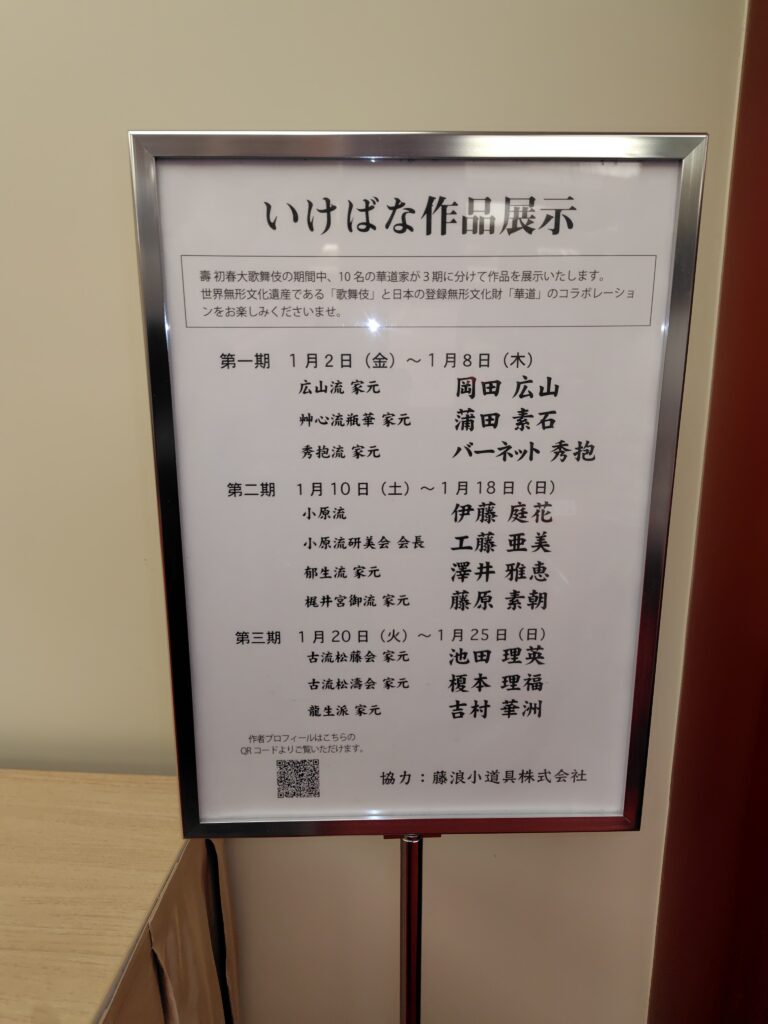 いけばな作品展示
壽 初春大歌舞伎の期間中、10名の華道家が3期に分けて作品を展示いたします。
世界無形文化遺産である「歌舞伎」と日本の登録無形文化財「華道」のコラボレーショ
ンをお楽しみくださいませ。
第一期 1月2日（金）～1月8日（木）
広山流 家元 岡田 広山
艸心流瓶華 家元 蒲田 素石
秀抱流 家元 バーネット 秀抱
第二期 1月10日（土）～1月18日（日）
小原流 伊藤 庭花
小原流研美会 会長 工藤 亜美
郁生流 家元 澤井 雅恵
梶井宮御流 家元 藤原 素朝
第三期 1月20日（火）～1月25日（日）
古流松藤会 家元 池田 理英
古流松濤会 家元 榎本 理福
龍生派 家元 吉村 華洲
作者プロフィールはこちらの
QRコードよりご覧いただけます。
協力：藤浪小道具株式会社